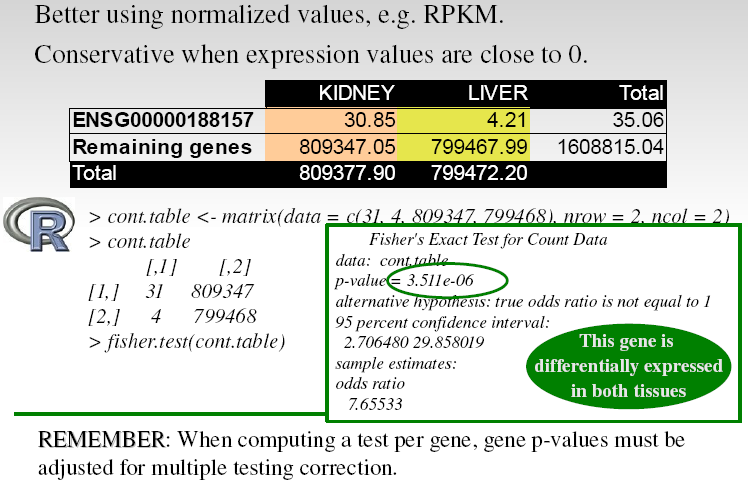 Better using normalized values, e.g. RPKM.
Conservative when expression values are close to 0.
KIDNEY LIVER Total
ENSG00000188157 30.85 4.21 35.06
Remaining genes 809347.05 799467.99 1608815.04
Total 809377.90 799472.20
R
> cont.table <- matrix(data = c(31, 4, 809347, 799468), nrow = 2, ncol = 2)
> cont.table
[,1] [,2]
[1,] 31 809347
[2,] 4 799468
> fisher.test(cont.table)
Fisher's Exact Test for Count Data
data: cont.table
p-value = 3.511e-06
alternative hypothesis: true odds ratio is not equal to 1
95 percent confidence interval:
2.706480 29.858019
sample estimates:
odds ratio
7.65533
This gene is
differentially expressed
in both tissues
REMEMBER: When computing a test per gene, gene p-values must be
adjusted for multiple testing correction.